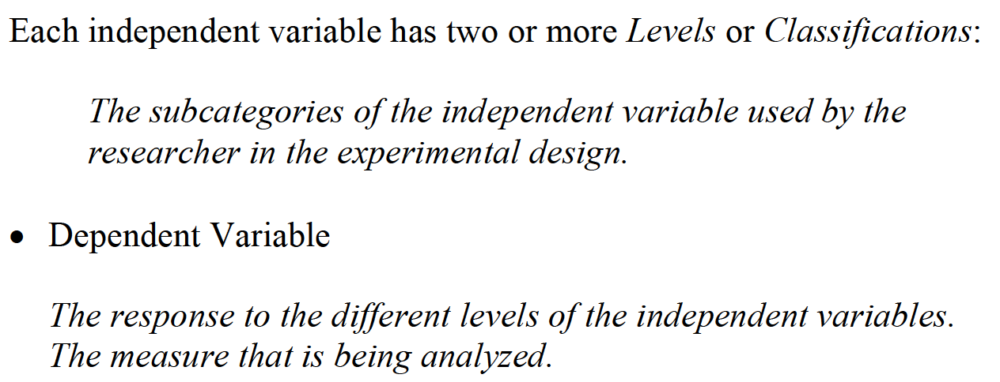 Each independent variable has two or more Levels or Classifications:
The subcategories of the independent variable used by the
researcher in the experimental design.
• Dependent Variable
The response to the different levels of the independent variables.
The measure that is being analyzed.